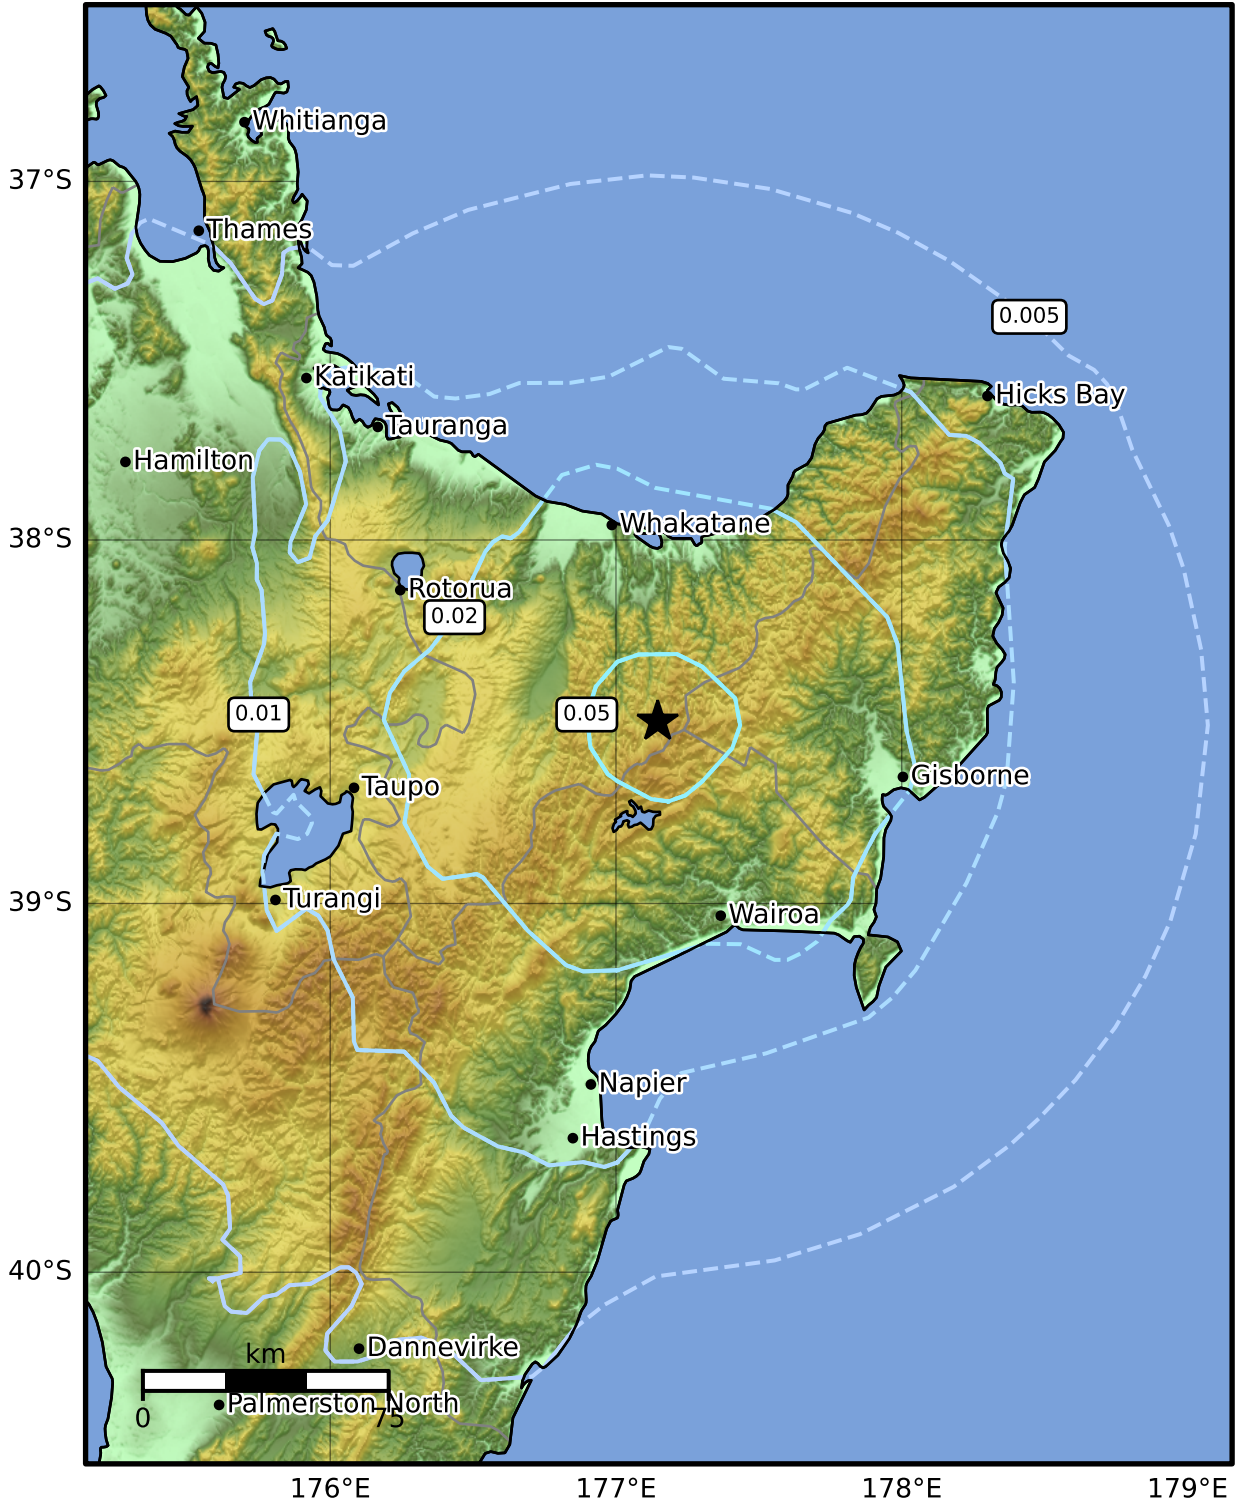 Whitianga
37°S
Thames
0.005
Katikati
Hicks Bay
Tauranga
Hamilton
Whakatane
38°S
Rotorua
0.02
0.01
0.05
Gisborne
Taupo
39°S
Turangi
Wairoa
Napier
Hastings
40°S
Dannevirke
km
Palmerston North
0
75
176°E
177°E
178°E
179°E